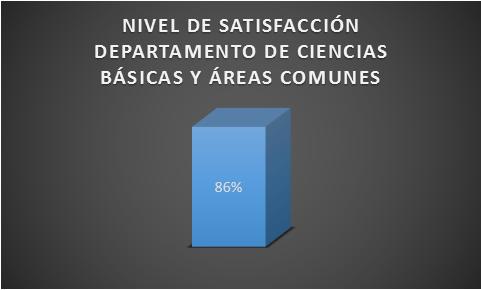 NIVEL DE SATISFACCIÓN
DEPARTAMENTO DE CIENCIAS
BÁSICAS Y ÁREAS COMUNES
86%